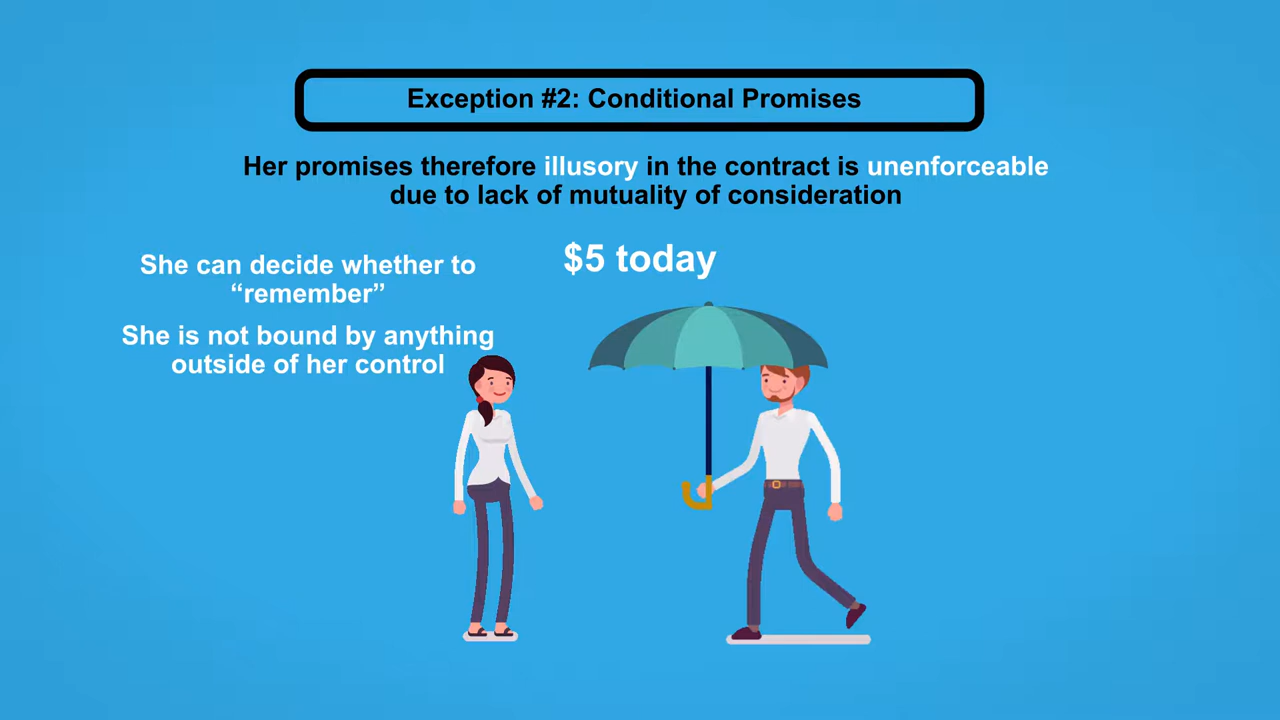 Exception #2: Conditional Promises
Her promises therefore illusory in the contract is unenforceable
due to lack of mutuality of consideration
She can decide whether to
“remember”
She is not bound by anything
outside of her control
$5 today